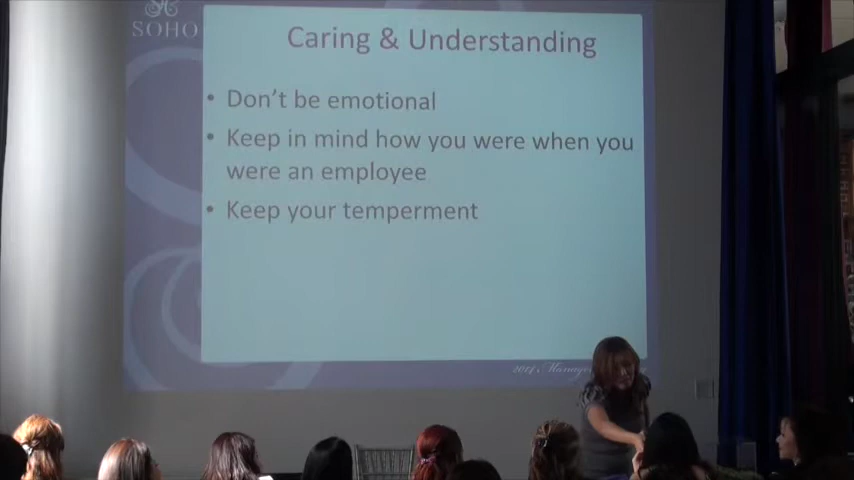 SOHO
Caring & Understanding
• Don't be emotional
• Keep in mind how you were when you
were an employee
• Keep your temperment